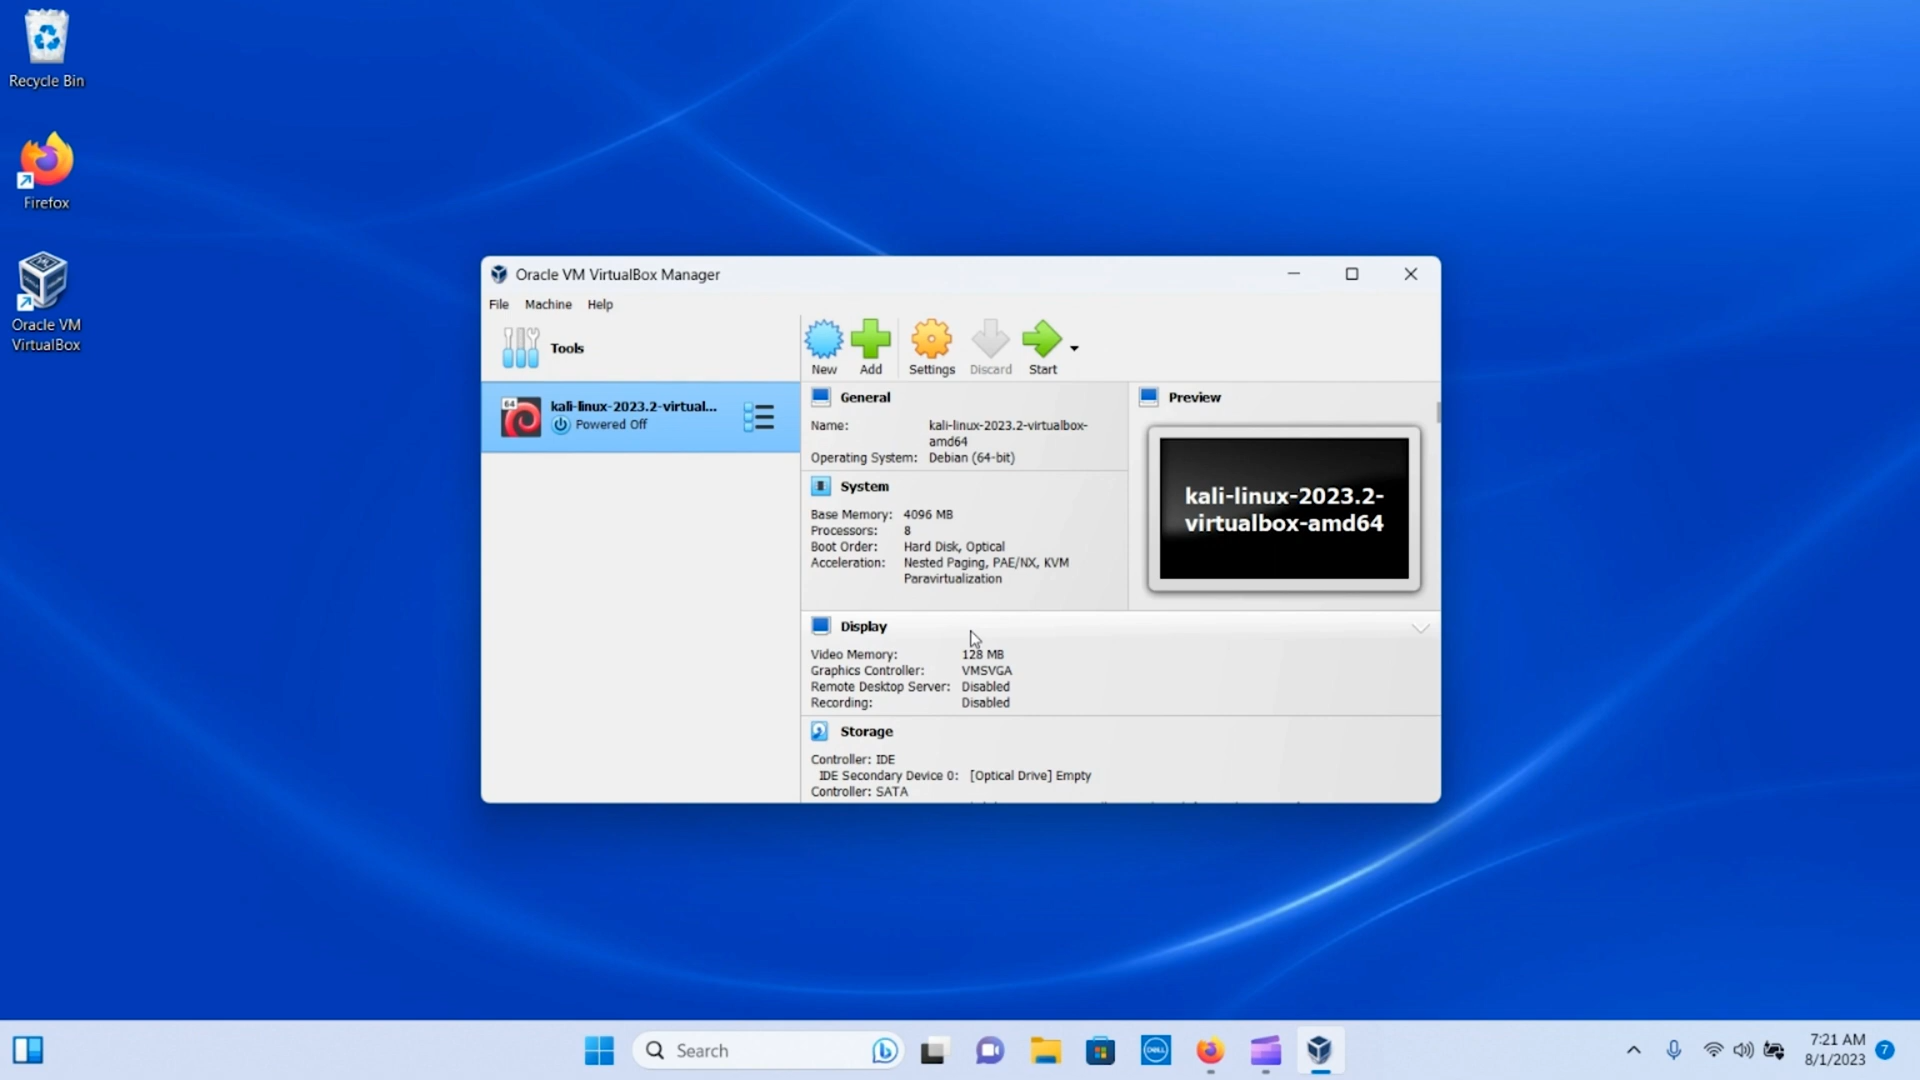 Recycle Bin
Firefox
Oracle VM
VirtualBox
Oracle VM VirtualBox Manager
File Machine Help
Tools
New Add Settings Discard Start
64
kali-linux-2023.2-virtual...
Powered Off
General
Name: kali-linux-2023.2-virtualbox-
amd64
Operating System: Debian (64-bit)
System
Base Memory: 4096 MB
Processors: 8
Boot Order: Hard Disk, Optical
Acceleration: Nested Paging, PAE/NX, KVM
Paravirtualization
Preview
kali-linux-2023.2-
virtualbox-amd64
Display
Video Memory: 128 MB
Graphics Controller: VMSVGA
Remote Desktop Server: Disabled
Recording: Disabled
Storage
Controller: IDE
IDE Secondary Device 0: [Optical Drive] Empty
Controller: SATA
Search
DELL
7:21 AM
8/1/2023
7